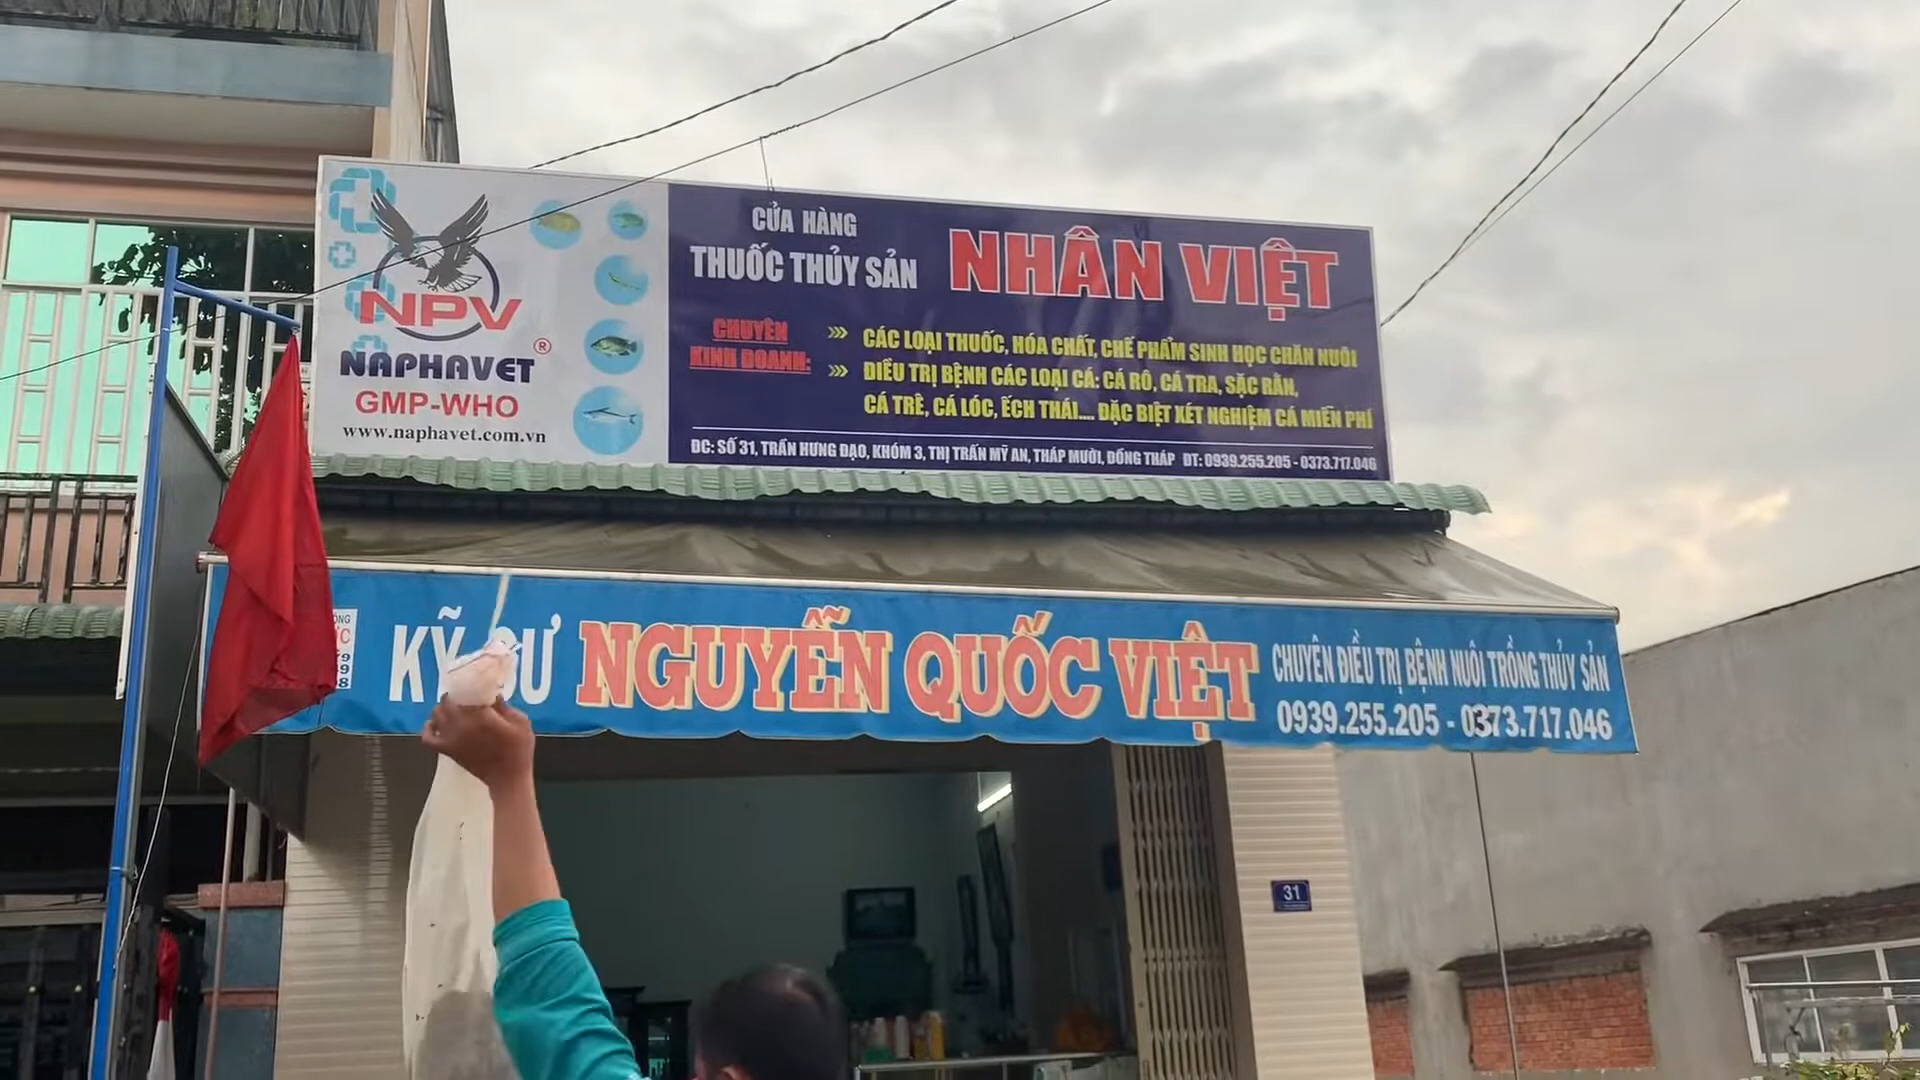 NPV
NAPHAVET®
GMP-WHO
www.naphavet.com.vn
CỬA HÀNG
THUỐC THỦY SẢN
NHÂN VIỆT
CHUYÊN
KINH DOANH:
››› CÁC LOẠI THUỐC, HÓA CHẤT, CHẾ PHẨM SINH HỌC CHĂN NUÔI
››› ĐIỀU TRỊ BỆNH CÁC LOẠI CÁ: CÁ RÔ, CÁ TRA, SẶC RẰN,
CÁ TRÊ, CÁ LÓC, ẾCH THÁI.... ĐẶC BIỆT XÉT NGHIỆM CÁ MIỄN PHÍ
ĐC: SỐ 31, TRẦN HƯNG ĐẠO, KHÓM 3, THỊ TRẤN MỸ AN, THÁP MƯỜI, ĐỒNG THÁP ĐT: 0939.255.205 - 0373.717.046
KỸ SƯ NGUYỄN QUỐC VIỆT
CHUYÊN ĐIỀU TRỊ BỆNH NUÔI TRỒNG THỦY SẢN
0939.255.205 - 0373.717.046
31